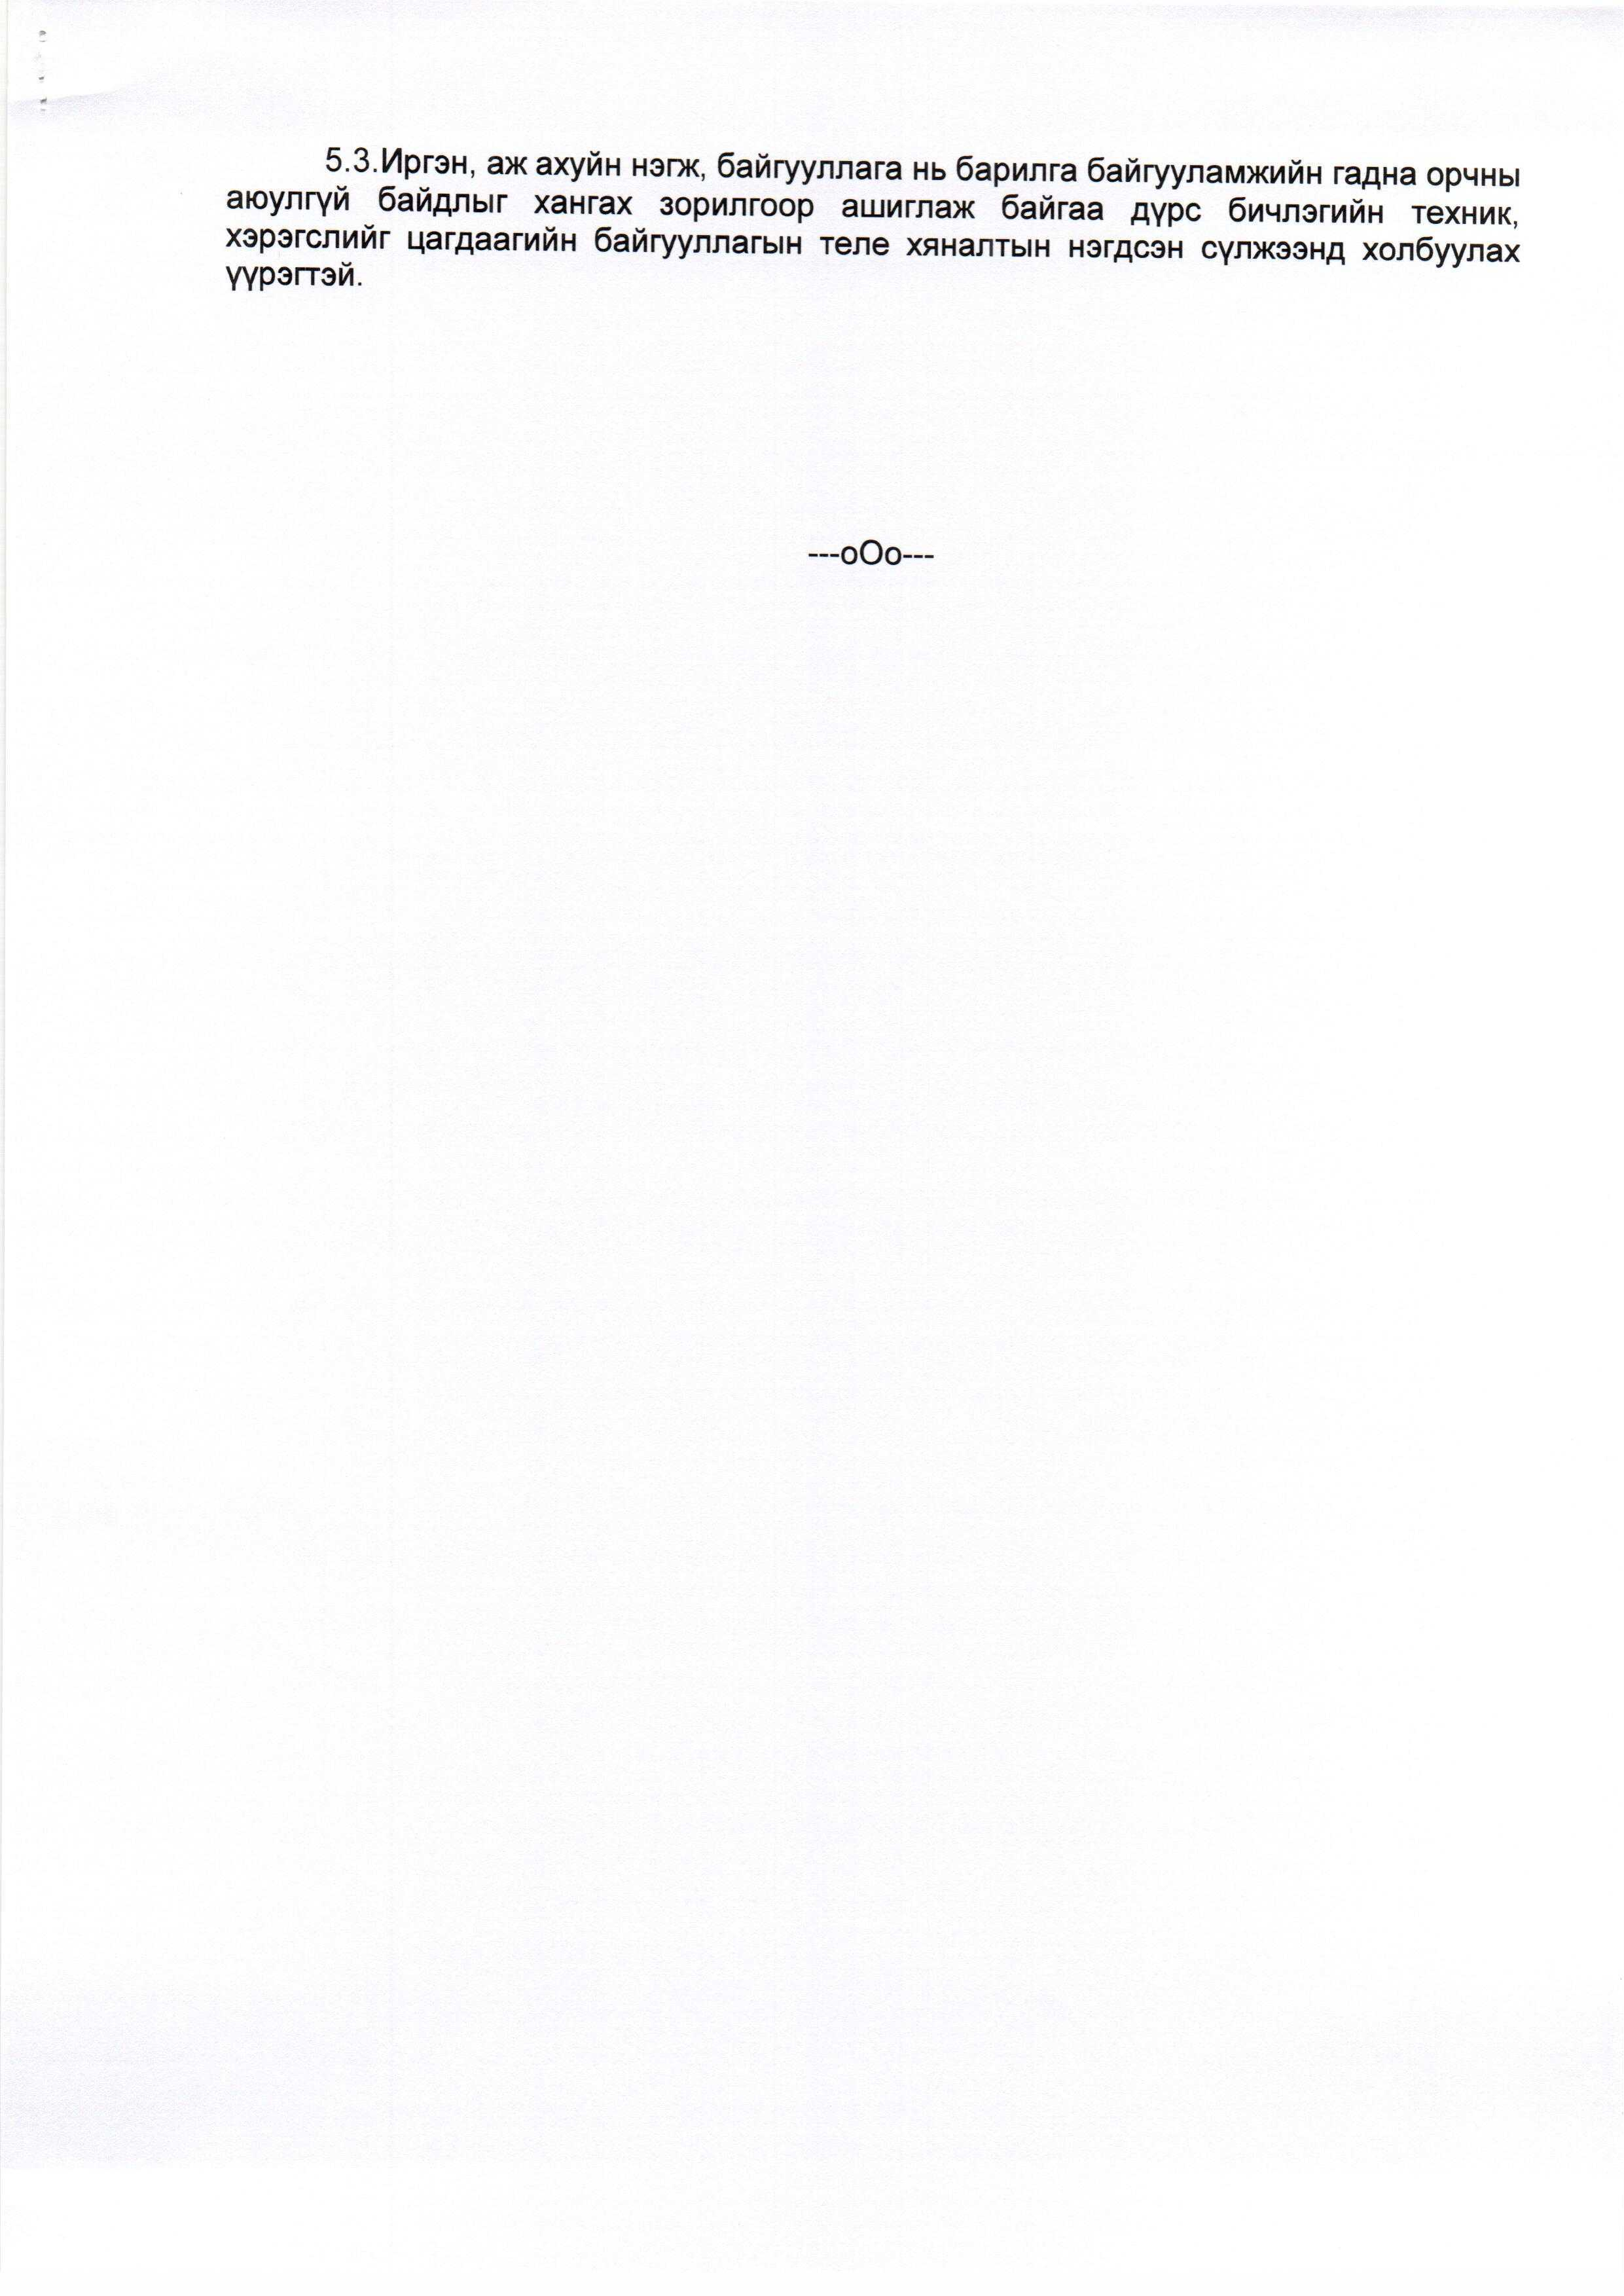 5.3.Иргэн, аж ахуйн нэгж, байгууллага нь барилга байгууламжийн гадна орчны
аюулгүй байдлыг хангах зорилгоор ашиглаж байгаа дүрс бичлэгийн техник,
хэрэгслийг цагдаагийн байгууллагын теле хяналтын нэгдсэн сүлжээнд холбуулах
үүрэгтэй.
---оОо---